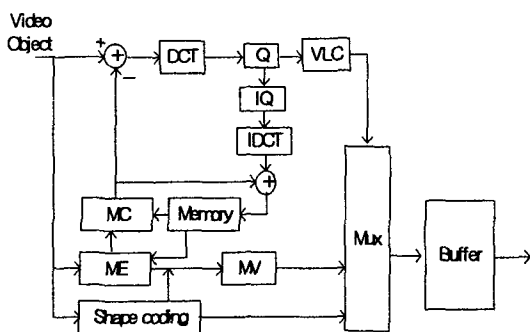 Video
Object
+
+
−
DCT
Q
VLC
IQ
IDCT
+
MC
Memory
ME
MV
Shape coding
Mux
Buffer